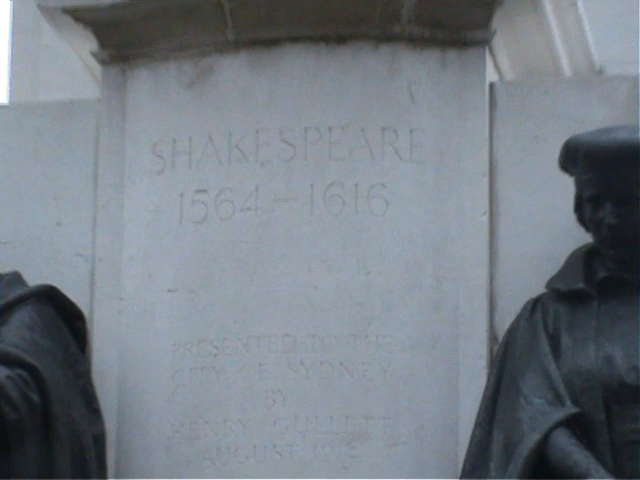 SHAKESPEARE
1564-1616
PRESENTED TO THE
CITY OF SYDNEY
BY
HENRY GULLETT
AUGUST